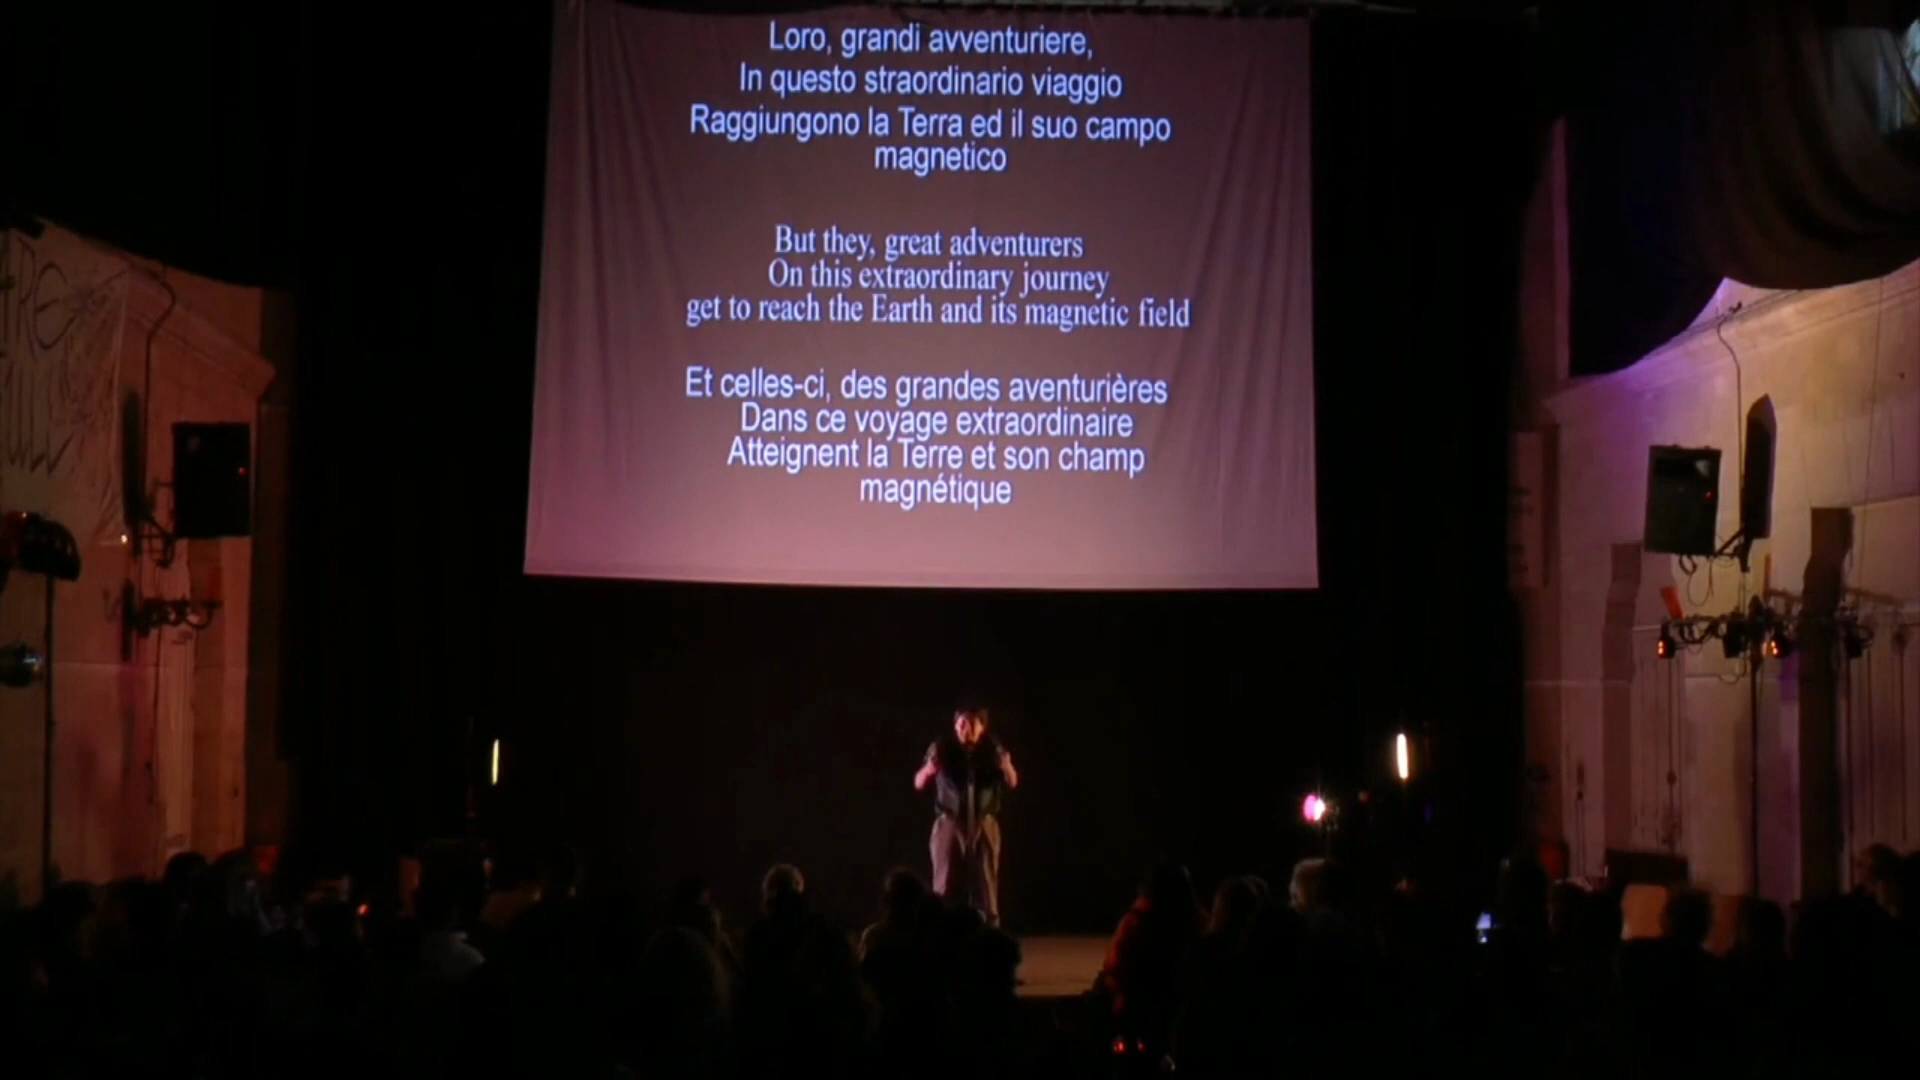 Loro, grandi avventuriere,
In questo straordinario viaggio
Raggiungono la Terra ed il suo campo
magnetico
But they, great adventurers
On this extraordinary journey
get to reach the Earth and its magnetic field
Et celles-ci, des grandes aventurières
Dans ce voyage extraordinaire
Atteignent la Terre et son champ
magnétique